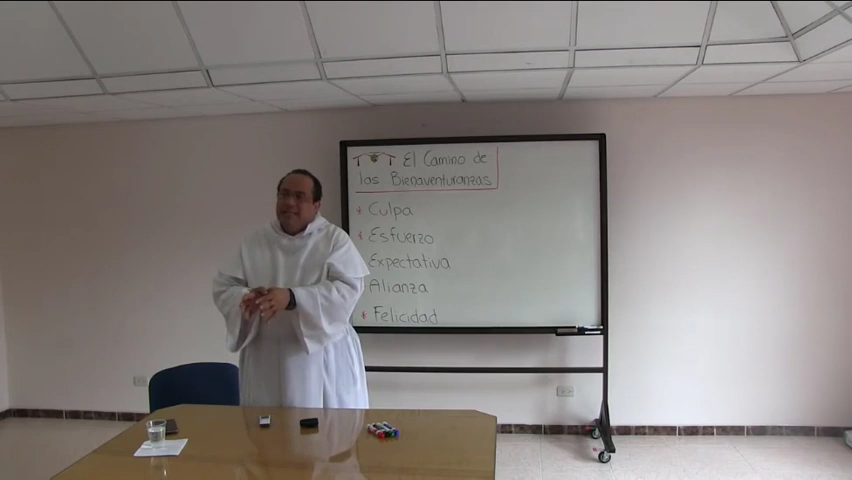 El Camino de
las Bienaventuranzas
* Culpa
* Esfuerzo
Expectativa
Alianza
* Felicidad